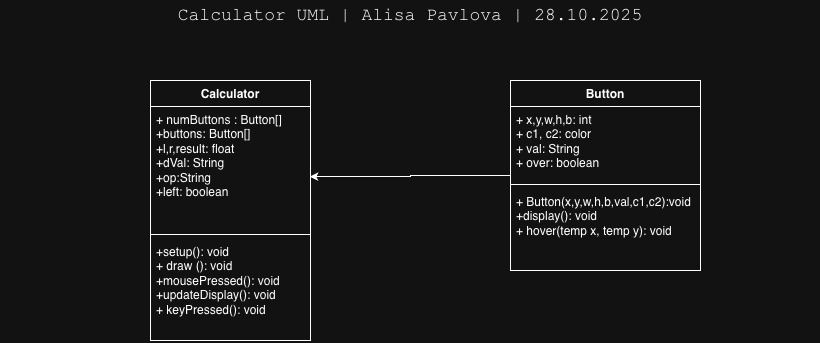 Calculator UML | Alisa Pavlova | 28.10.2025
Calculator
+ numButtons : Button[]
+buttons: Button[]
+l,r,result: float
+dVal: String
+op:String
+left: boolean
+setup(): void
+ draw (): void
+mousePressed(): void
+updateDisplay(): void
+ keyPressed(): void
Button
+ x,y,w,h,b: int
+ c1, c2: color
+ val: String
+ over: boolean
+ Button(x,y,w,h,b,val,c1,c2):void
+display(): void
+ hover(temp x, temp y): void